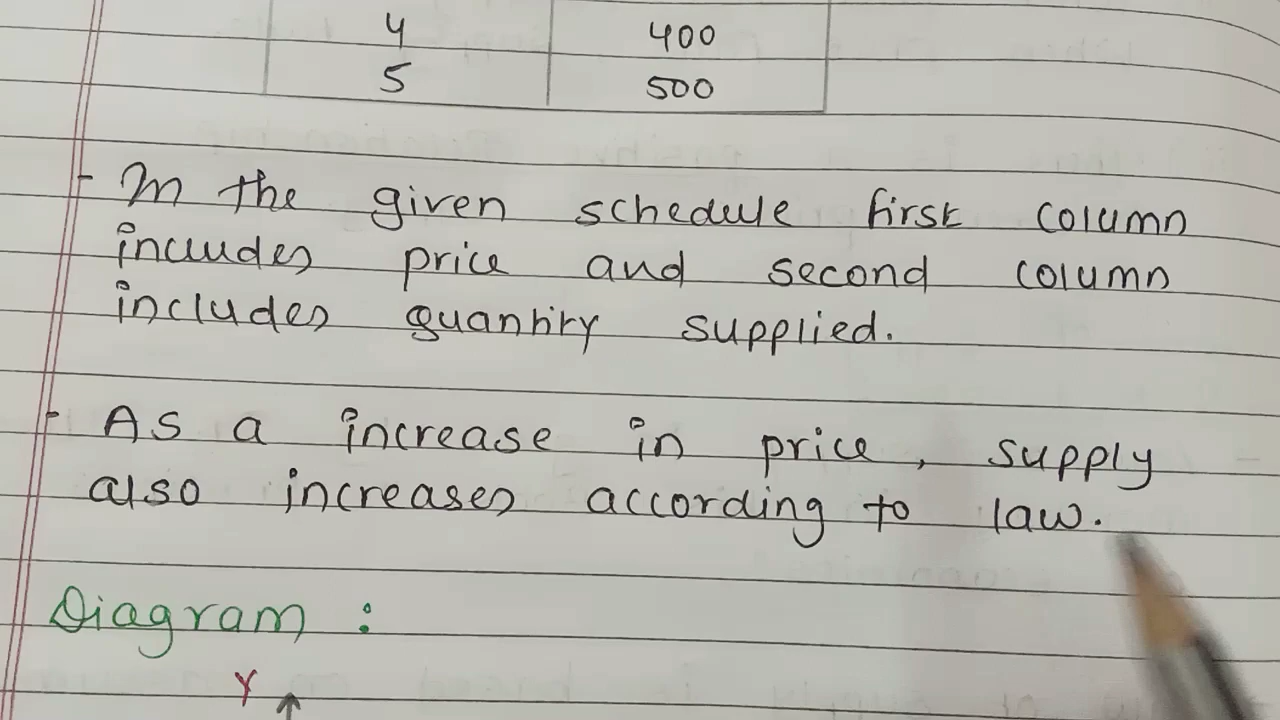 4 400
5 500
- In the given schedule first column
includes price and second column
includes quantity supplied.
- As a increase in price, supply
also increases according to law.
Diagram :
Y